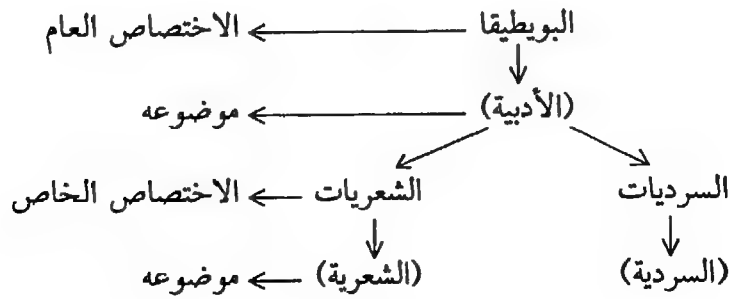 البويطيقا الاختصاص العام
(الأدبية) موضوعه
السرديات الشعريات الاختصاص الخاص
(السردية) (الشعرية) موضوعه